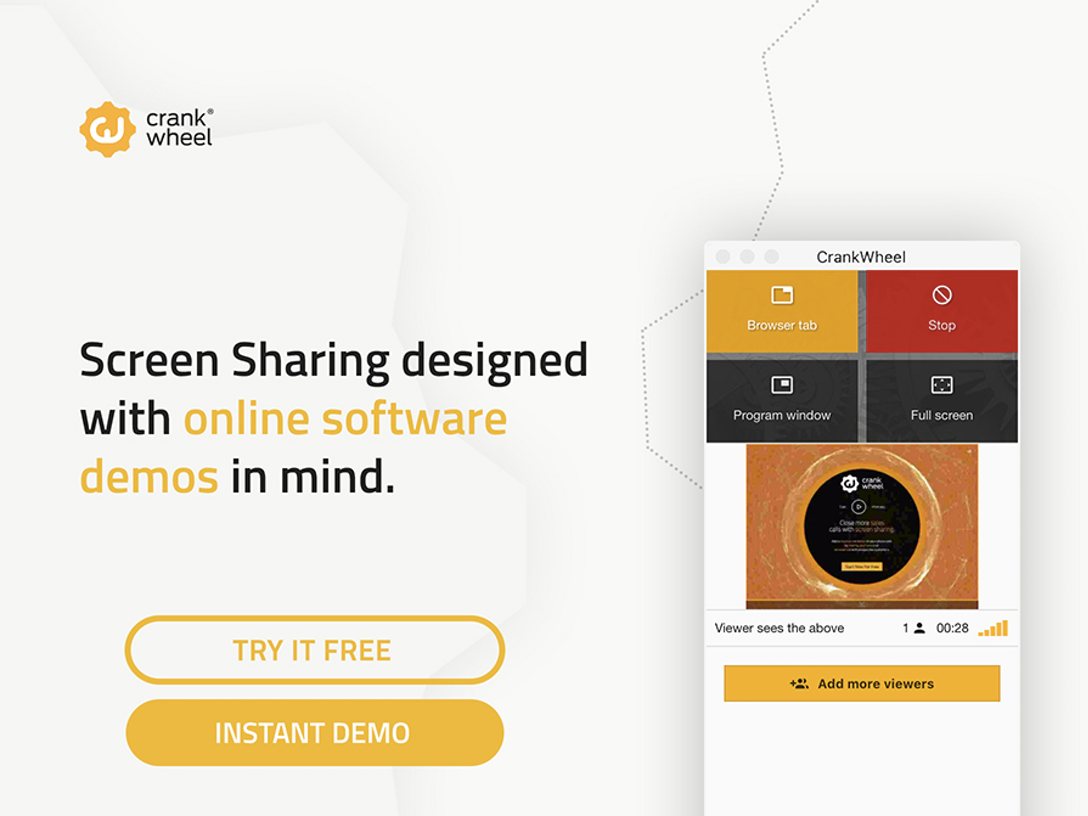 crank®
wheel
Screen Sharing designed
with online software
demos in mind.
TRY IT FREE
INSTANT DEMO
CrankWheel
Browser tab
Stop
Program window
Full screen
crank
wheel
Close more sales
calls with screen sharing.
Viewer sees the above
1
00:28
Add more viewers